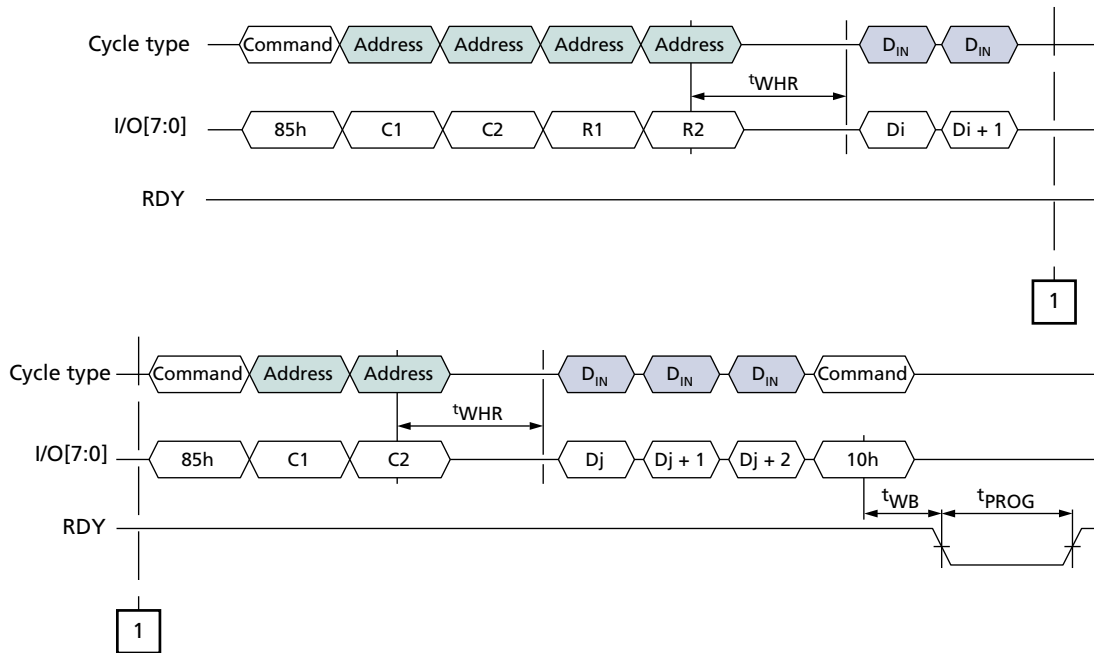 Cycle type Command Address Address Address Address DIN DIN
tWHR
I/O[7:0] 85h C1 C2 R1 R2 Di Di + 1
RDY
1
Cycle type Command Address Address DIN DIN DIN Command
tWHR
I/O[7:0] 85h C1 C2 Dj Dj + 1 Dj + 2 10h
tWB tPROG
RDY
1